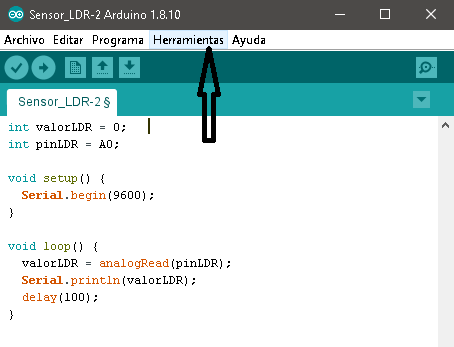 Sensor_LDR-2 Arduino 1.8.10
Archivo Editar Programa Herramientas Ayuda
Sensor_LDR-2 §
int valorLDR = 0;
int pinLDR = A0;
void setup() {
  Serial.begin(9600);
}
void loop() {
  valorLDR = analogRead(pinLDR);
  Serial.println(valorLDR);
  delay(100);
}